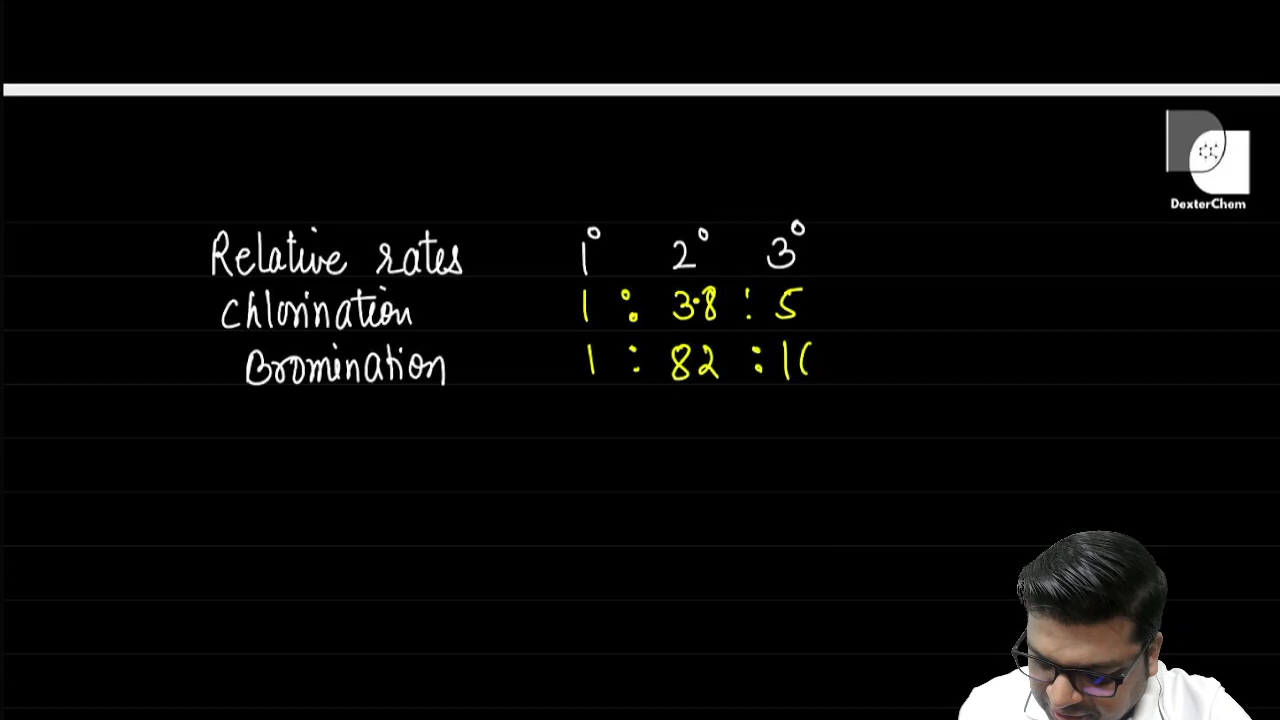 DexterChem
Relative rates 1° 2° 3°
Chlorination 1 : 3.8 : 5
Bromination 1 : 82 : 1